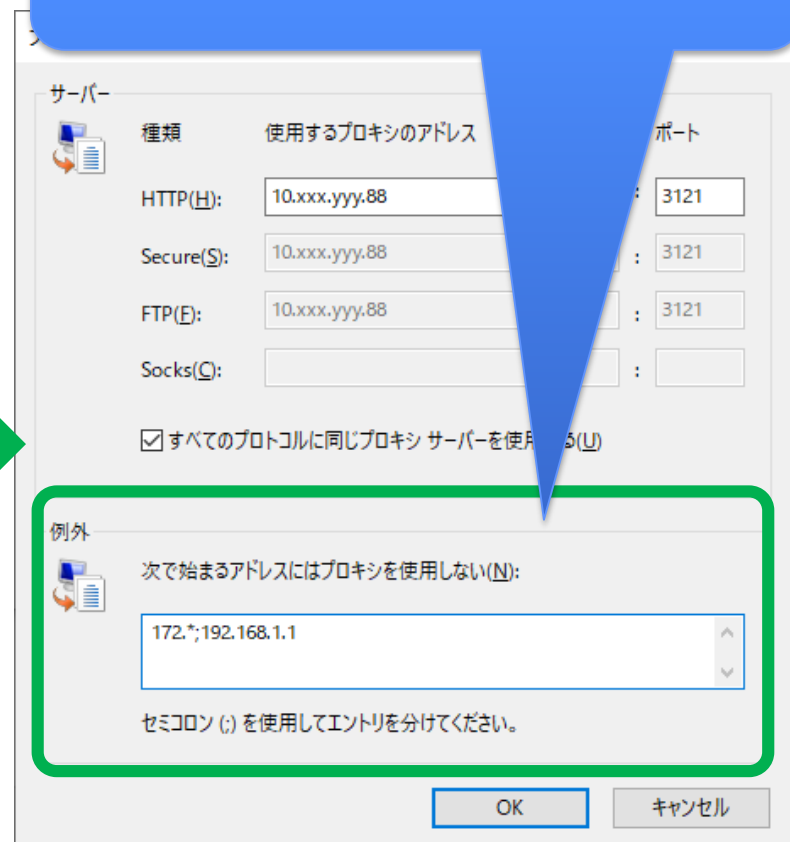 サーバー
種類 使用するプロキシのアドレス ポート
HTTP(H): 10.xxx.yyy.88 : 3121
Secure(S): 10.xxx.yyy.88 : 3121
FTP(F): 10.xxx.yyy.88 : 3121
Socks(C): :
すべてのプロトコルに同じプロキシ サーバーを使用 る(U)
例外
次で始まるアドレスにはプロキシを使用しない(N):
172.*;192.168.1.1
セミコロン (;) を使用してエントリを分けてください。
OK キャンセル